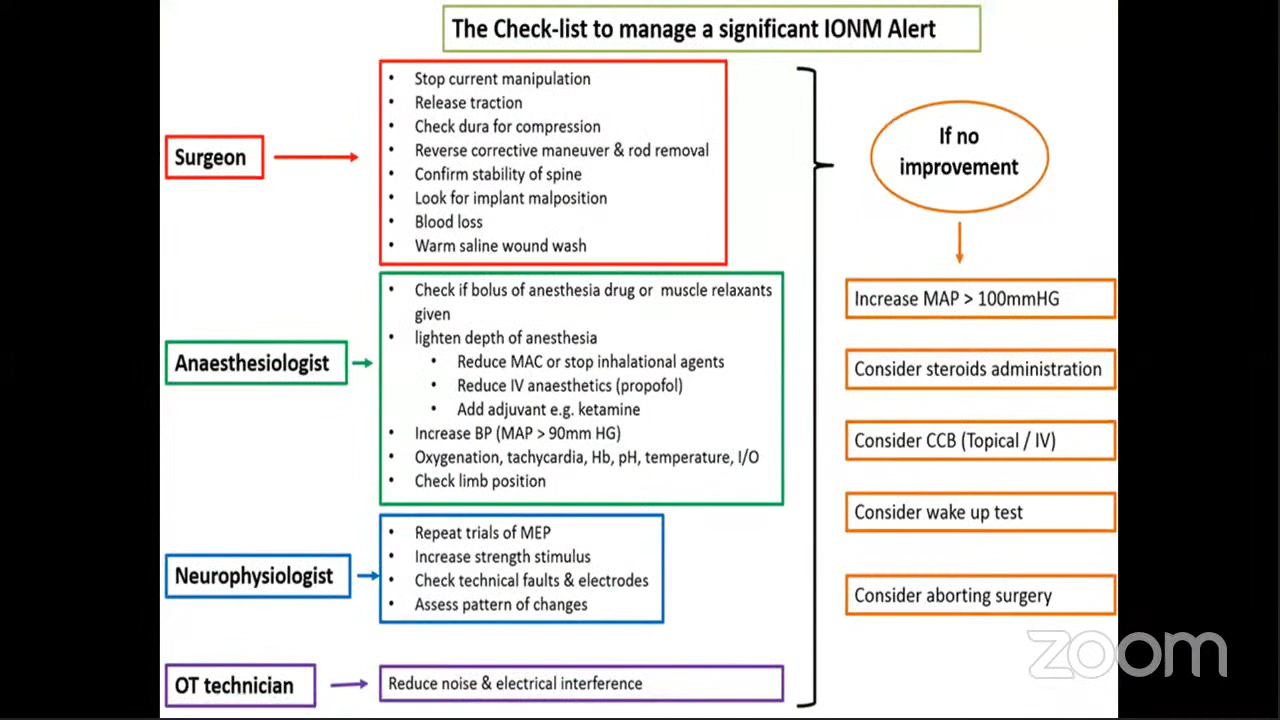 The Check-list to manage a significant IONM Alert
Surgeon
• Stop current manipulation
• Release traction
• Check dura for compression
• Reverse corrective maneuver & rod removal
• Confirm stability of spine
• Look for implant malposition
• Blood loss
• Warm saline wound wash
Anaesthesiologist
• Check if bolus of anesthesia drug or muscle relaxants
given
• lighten depth of anesthesia
• Reduce MAC or stop inhalational agents
• Reduce IV anaesthetics (propofol)
• Add adjuvant e.g. ketamine
• Increase BP (MAP > 90mm HG)
• Oxygenation, tachycardia, Hb, pH, temperature, I/O
• Check limb position
Neurophysiologist
• Repeat trials of MEP
• Increase strength stimulus
• Check technical faults & electrodes
• Assess pattern of changes
OT technician
Reduce noise & electrical interference
If no
improvement
Increase MAP > 100mmHG
Consider steroids administration
Consider CCB (Topical / IV)
Consider wake up test
Consider aborting surgery
zoom